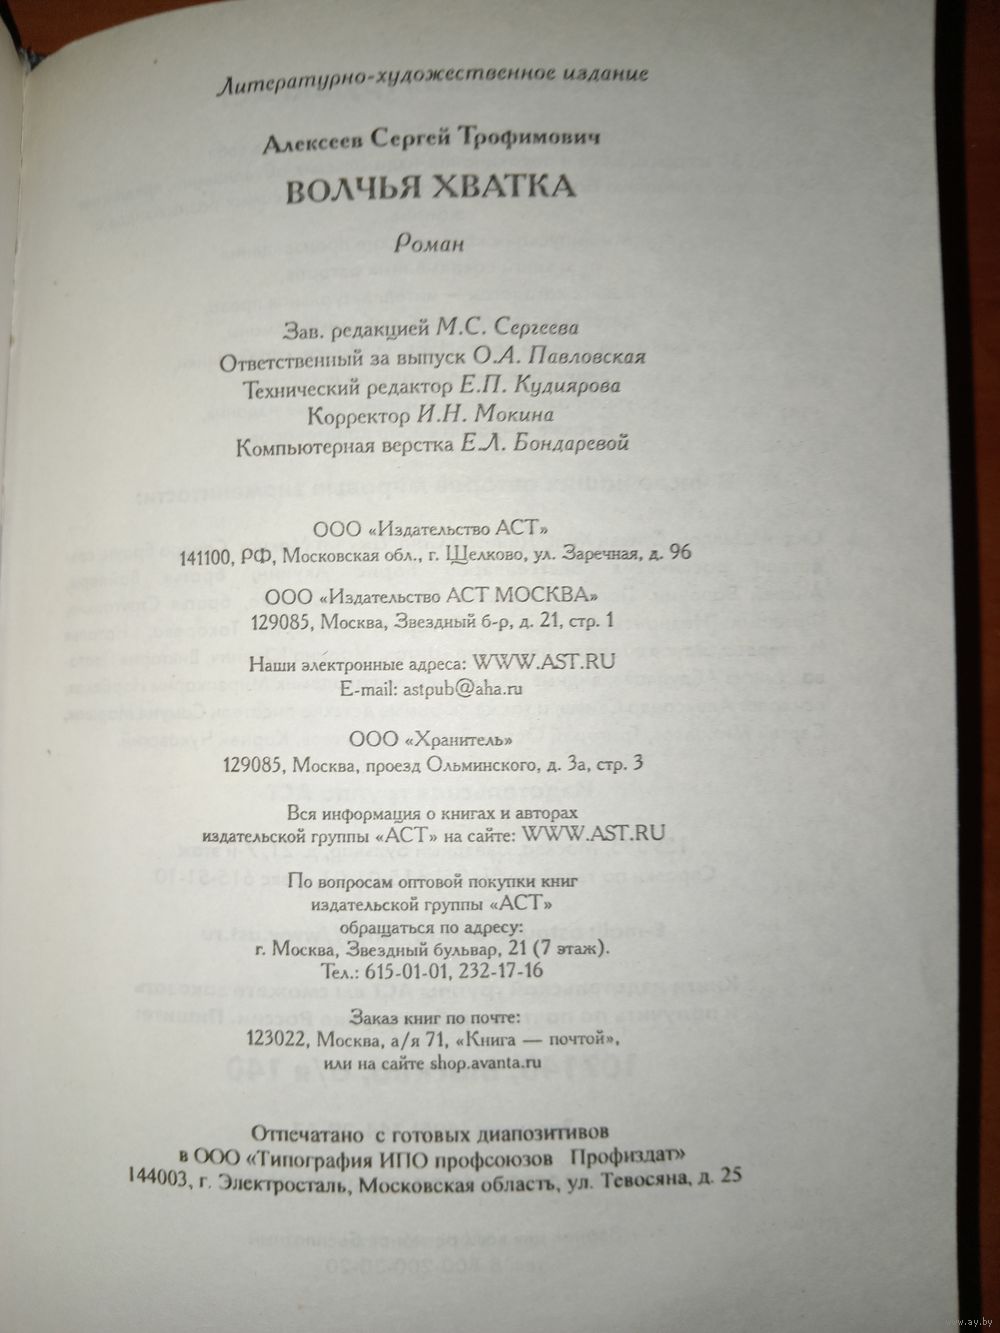 Литературно-художественное издание
Алексеев Сергей Трофимович
ВОЛЧЬЯ ХВАТКА
Роман
Зав. редакцией М.С. Сергеева
Ответственный за выпуск О.А. Павловская
Технический редактор Е.П. Кудиярова
Корректор И.Н. Мокина
Компьютерная верстка Е.Л. Бондаревой
ООО «Издательство АСТ»
141100, РФ, Московская обл., г. Щелково, ул. Заречная, д. 96
ООО «Издательство АСТ МОСКВА»
129085, Москва, Звездный б-р, д. 21, стр. 1
Наши электронные адреса: WWW.AST.RU
E-mail: astpub@aha.ru
ООО «Хранитель»
129085, Москва, проезд Ольминского, д. 3а, стр. 3
Вся информация о книгах и авторах
издательской группы «АСТ» на сайте: WWW.AST.RU
По вопросам оптовой покупки книг
издательской группы «АСТ»
обращаться по адресу:
г. Москва, Звездный бульвар, 21 (7 этаж).
Тел.: 615-01-01, 232-17-16
Заказ книг по почте:
123022, Москва, а/я 71, «Книга — почтой»,
или на сайте shop.avanta.ru
Отпечатано с готовых диапозитивов
в ООО «Типография ИПО профсоюзов Профиздат»
144003, г. Электросталь, Московская область, ул. Тевосяна, д. 25
www.ay.by